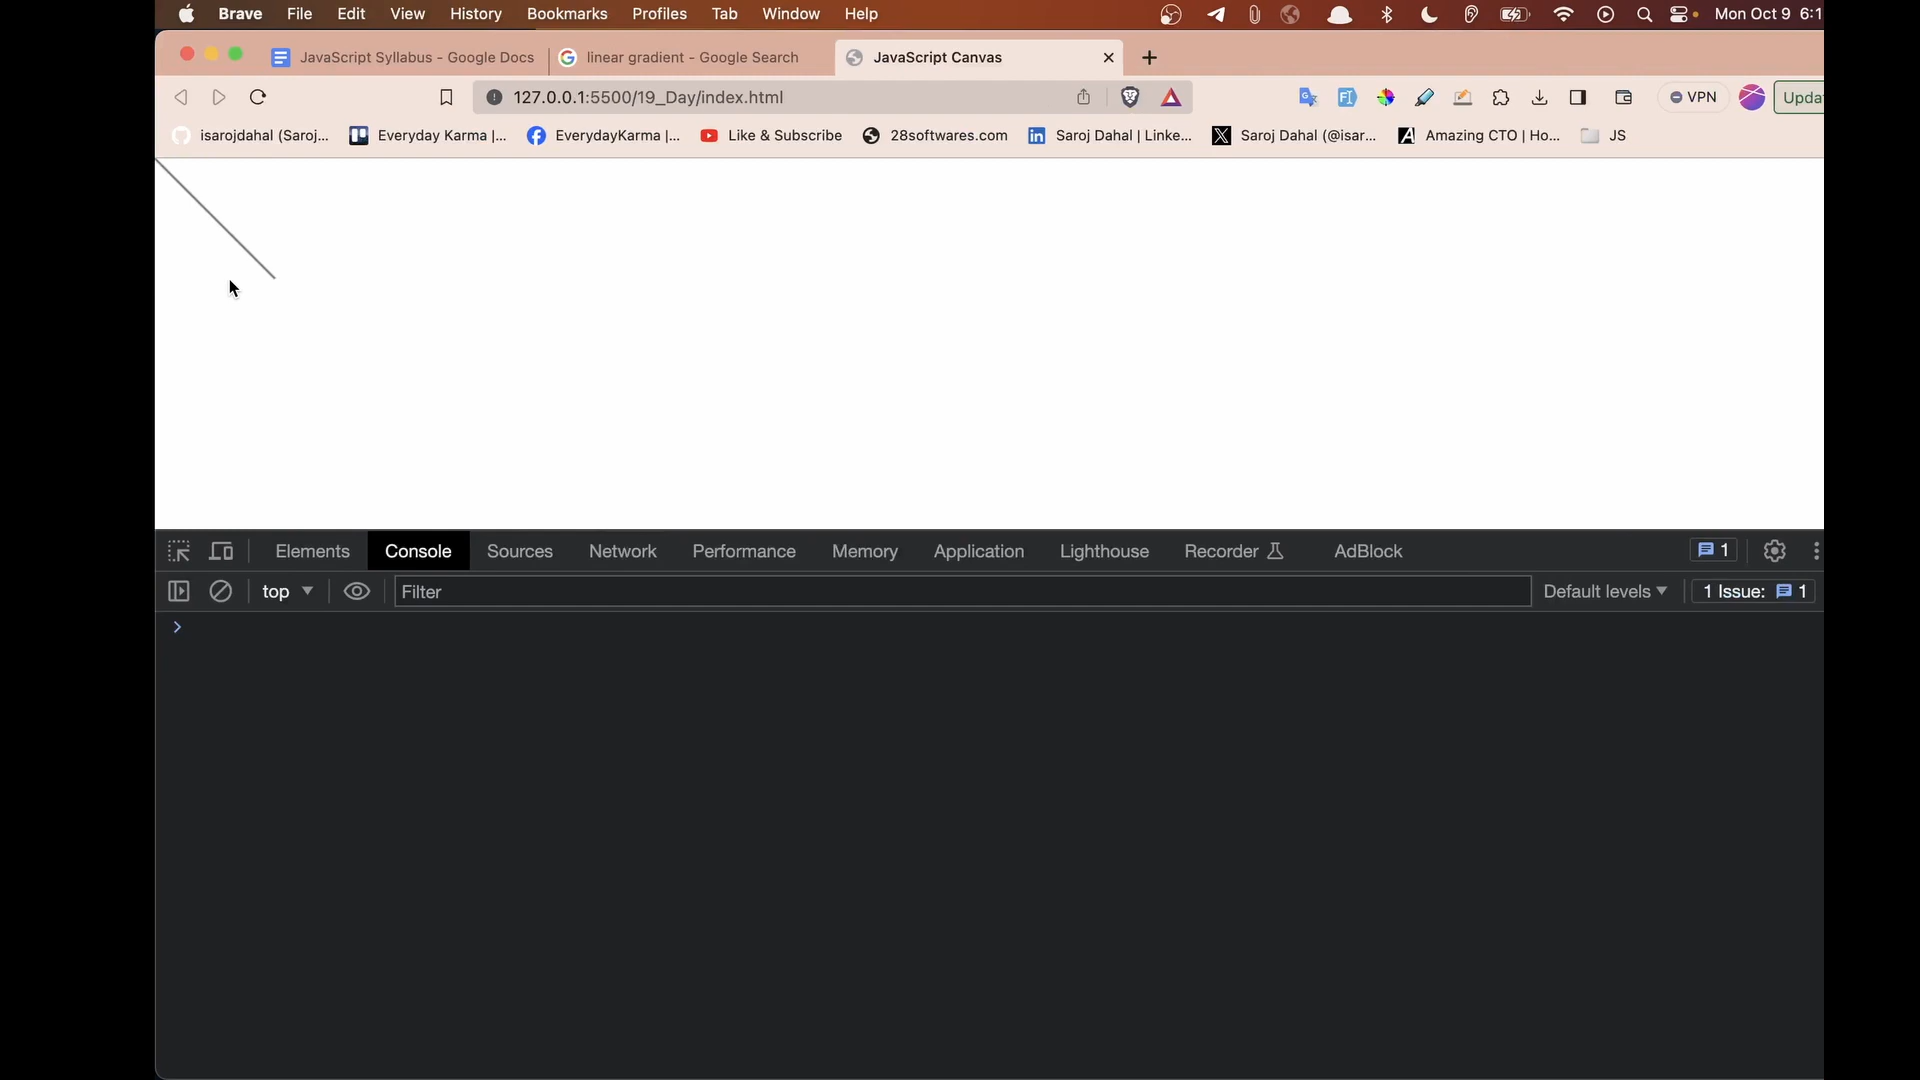 Brave File Edit View History Bookmarks Profiles Tab Window Help Mon Oct 9 6:1
JavaScript Syllabus - Google Docs linear gradient - Google Search JavaScript Canvas
127.0.0.1:5500/19_Day/index.html VPN Upda
isarojdahal (Saroj... Everyday Karma |... EverydayKarma |... Like & Subscribe 28softwares.com Saroj Dahal | Linke... Saroj Dahal (@isar... Amazing CTO | Ho... JS
Elements Console Sources Network Performance Memory Application Lighthouse Recorder AdBlock 1
top Filter Default levels 1 Issue: 1